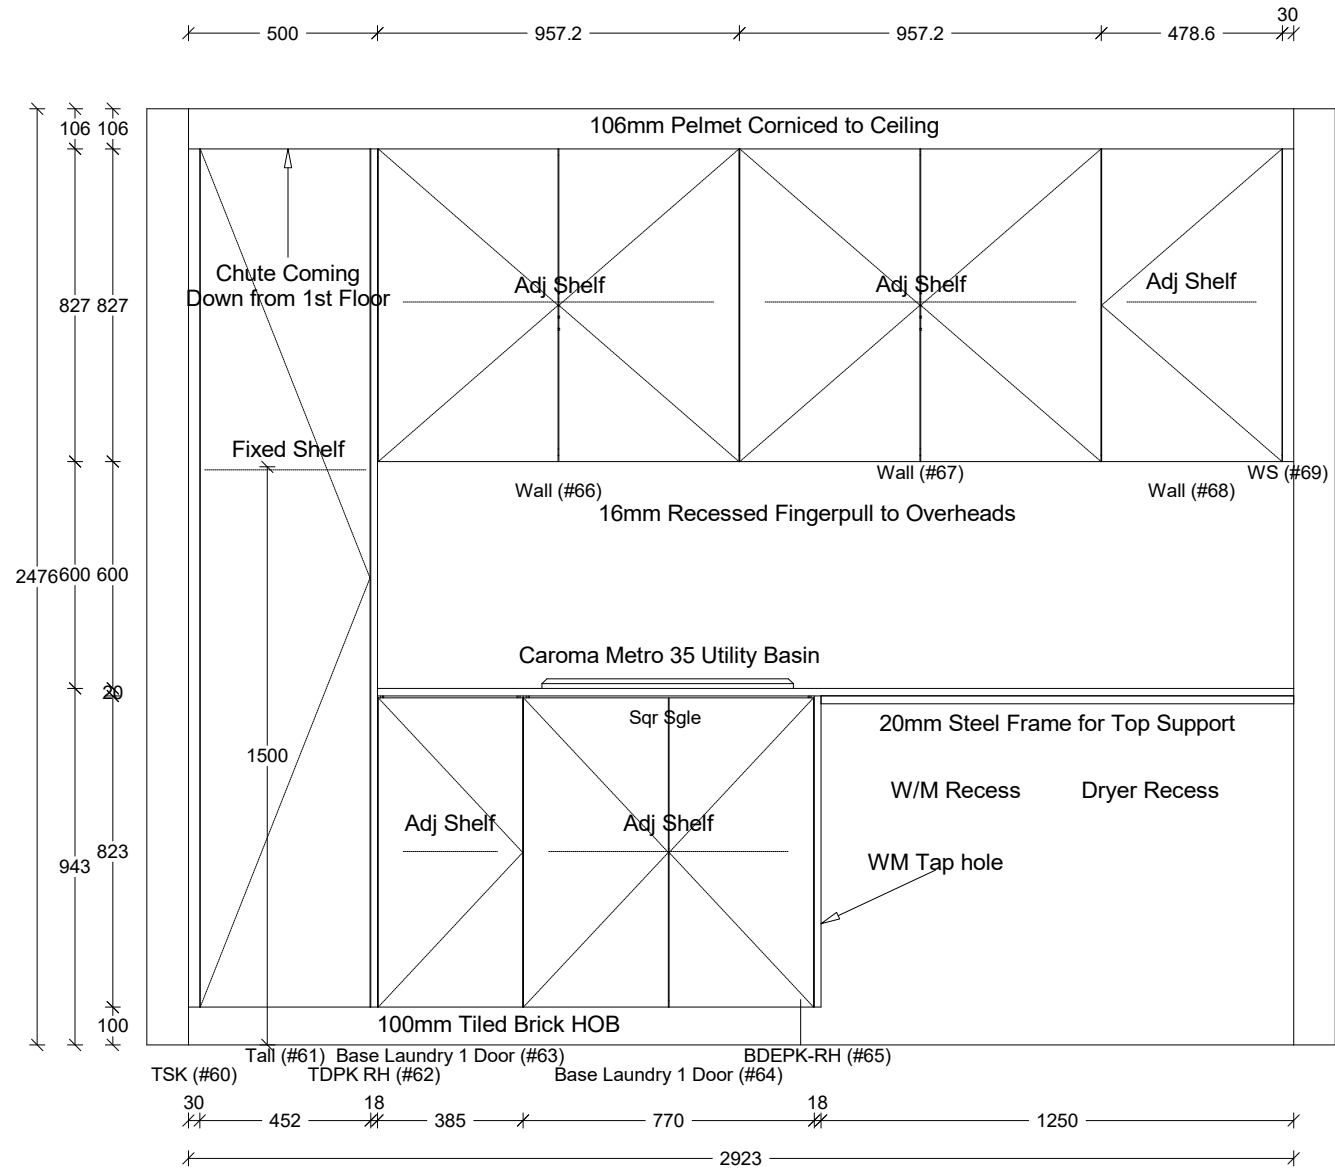 30
500
957.2
957.2
478.6
106
106
106mm Pelmet Corniced to Ceiling
Chute Coming
Down from 1st Floor
Adj Shelf
Adj Shelf
Adj Shelf
827
827
Fixed Shelf
Wall (#66)
Wall (#67)
Wall (#68)
WS (#69)
16mm Recessed Fingerpull to Overheads
2476
600
600
Caroma Metro 35 Utility Basin
20
Sqr Sgle
20mm Steel Frame for Top Support
1500
W/M Recess
Dryer Recess
Adj Shelf
Adj Shelf
943
823
WM Tap hole
100
100mm Tiled Brick HOB
Tall (#61)
Base Laundry 1 Door (#63)
BDEPK-RH (#65)
TSK (#60)
TDPK RH (#62)
Base Laundry 1 Door (#64)
30
452
18
385
770
18
1250
2923